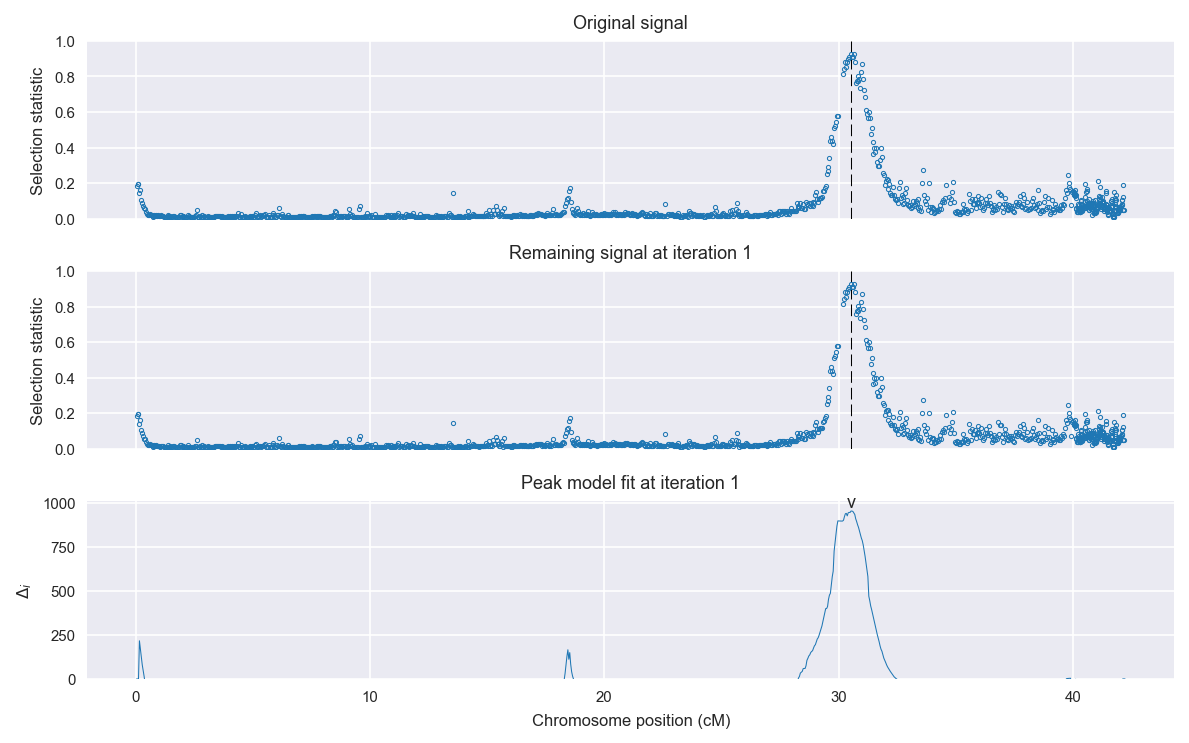 Original signal
Selection statistic
1.0
0.8
0.6
0.4
0.2
0.0
Remaining signal at iteration 1
Selection statistic
1.0
0.8
0.6
0.4
0.2
0.0
Peak model fit at iteration 1
Δi
1000
750
500
250
0
v
0 10 20 30 40
Chromosome position (cM)